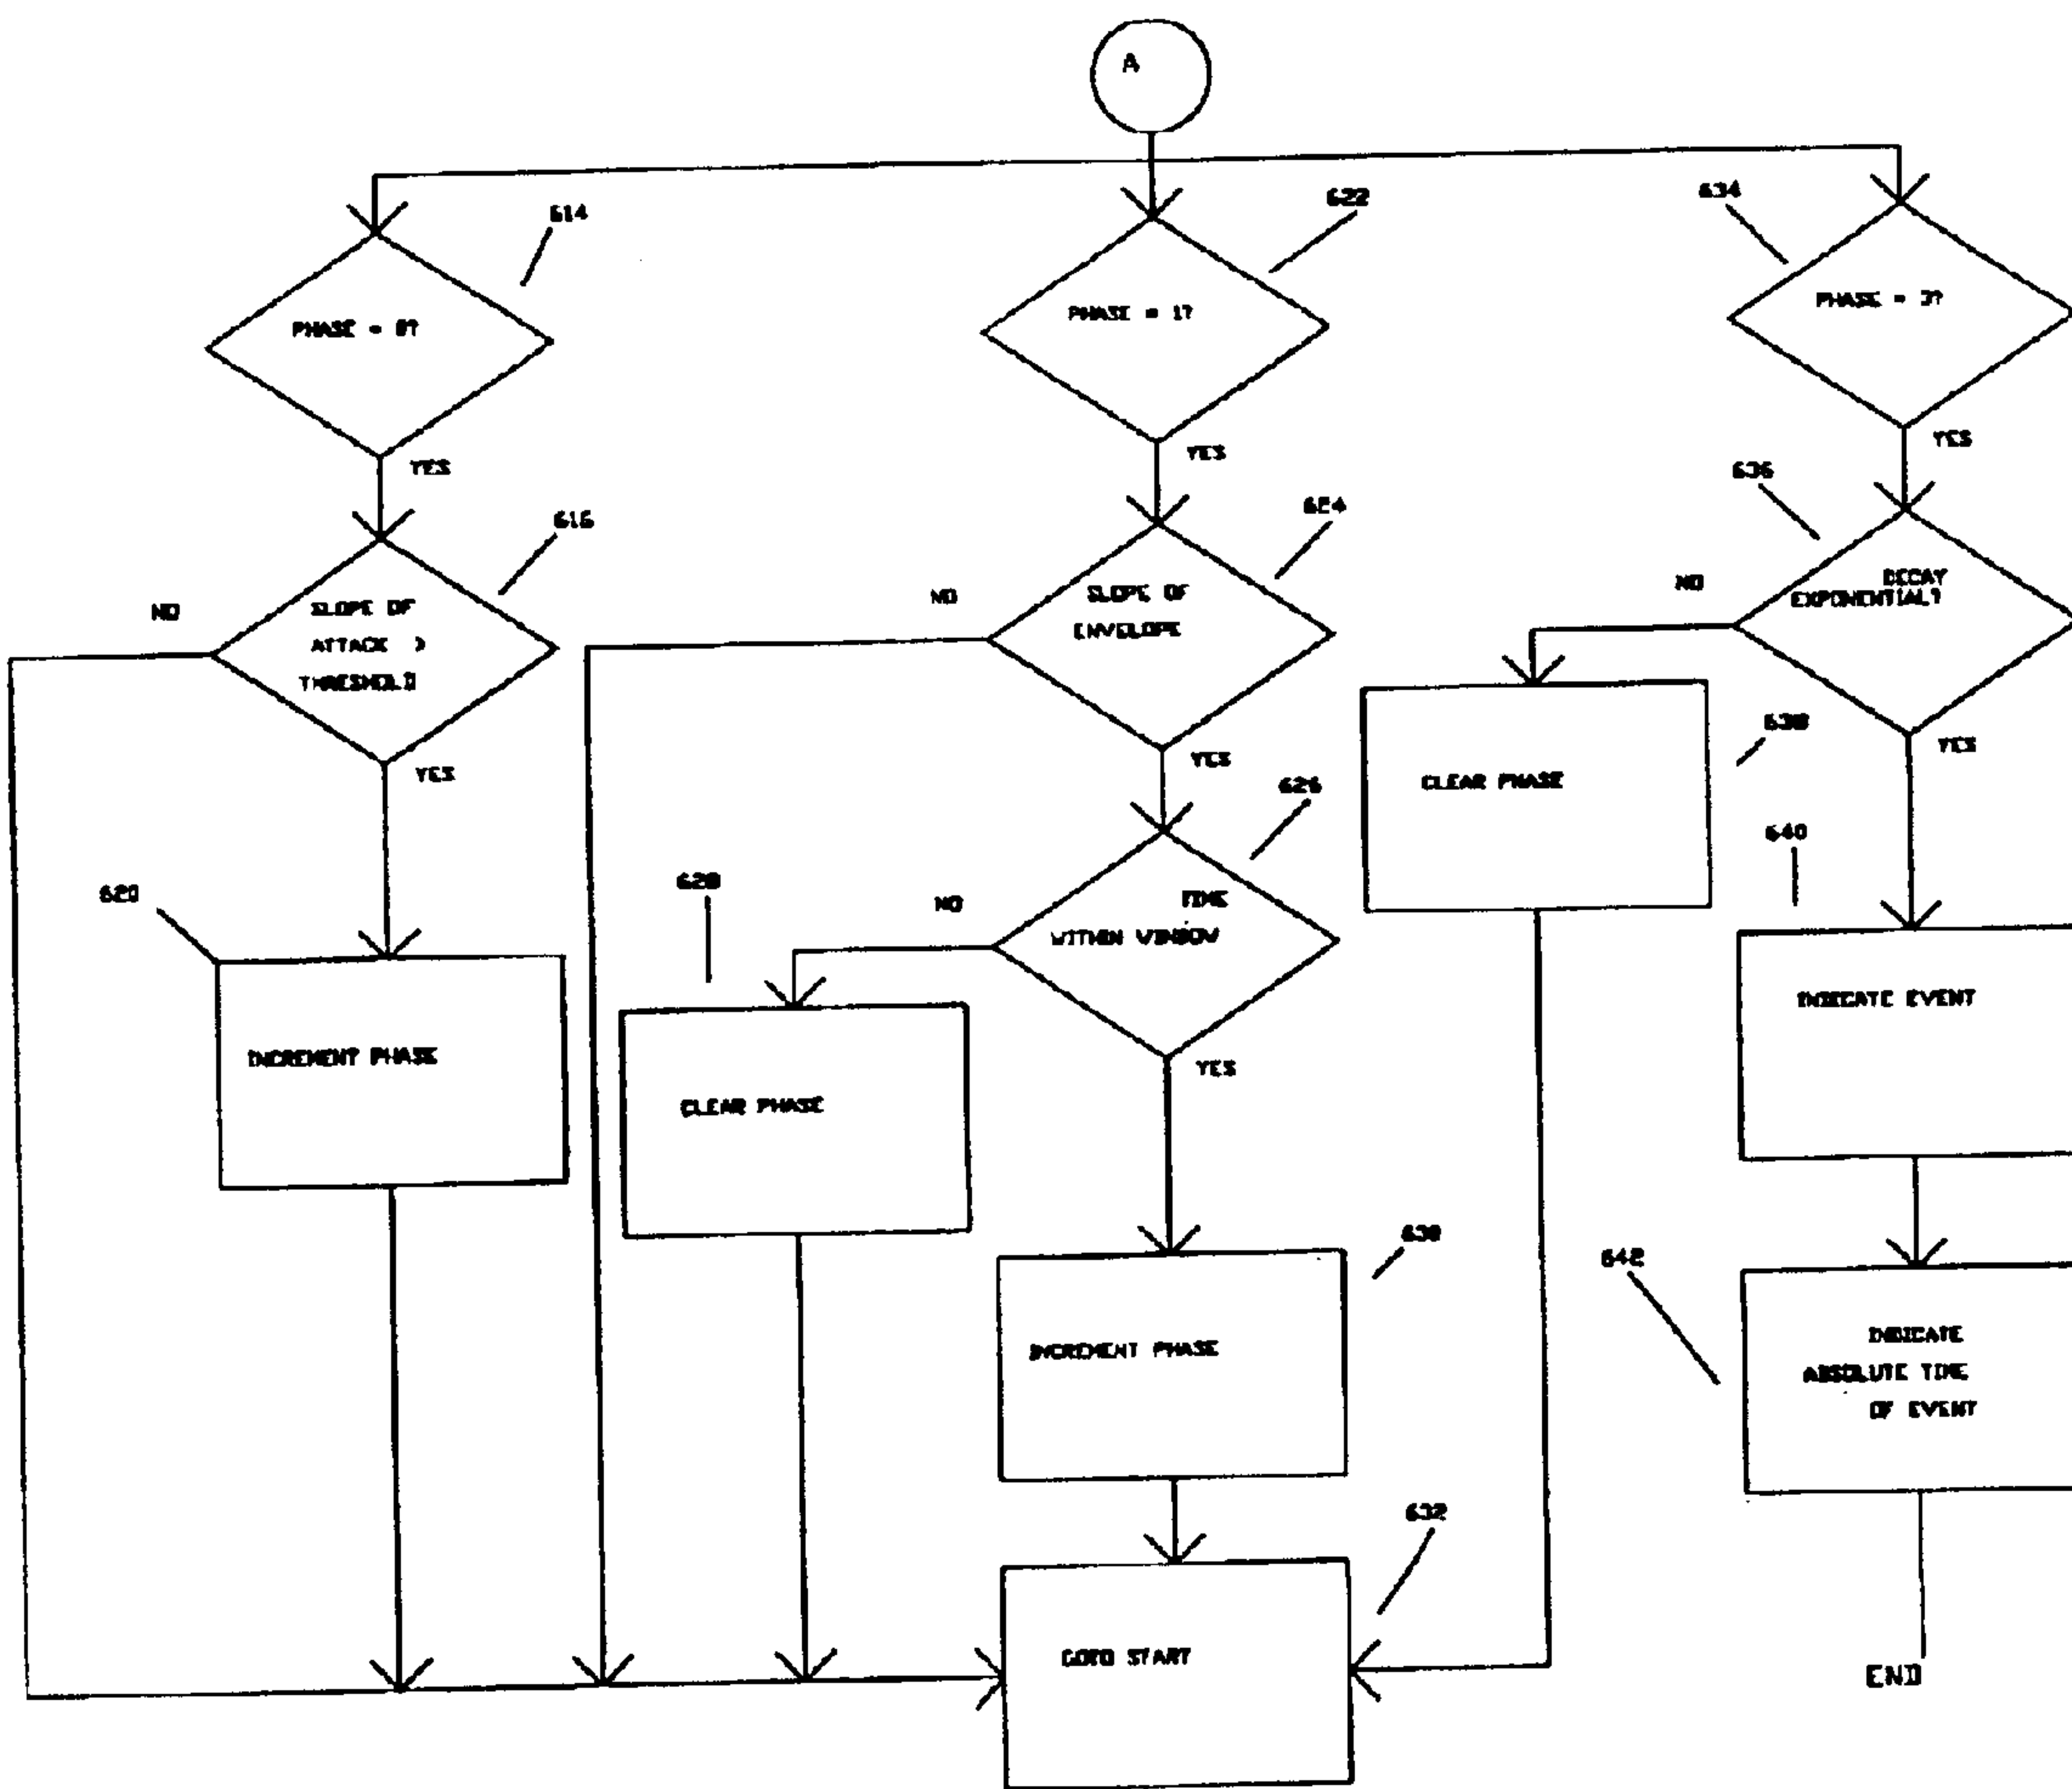 A
614
622
634
PHASE = 0?
PHASE = 1?
YES
YES
YES
616
624
636
SLOPE OF
ATTACK >
THRESHOLD
NO
YES
SLOPE OF
ENVELOPE
NO
YES
DECAY
EXPONENTIAL?
NO
YES
638
CLEAR PHASE
626
640
TIME
WITHIN WINDOW
NO
YES
620
628
INCREMENT PHASE
CLEAR PHASE
INDICATE EVENT
630
INCREMENT PHASE
642
INDICATE
ABSOLUTE TIME
OF EVENT
632
GOTO START
END